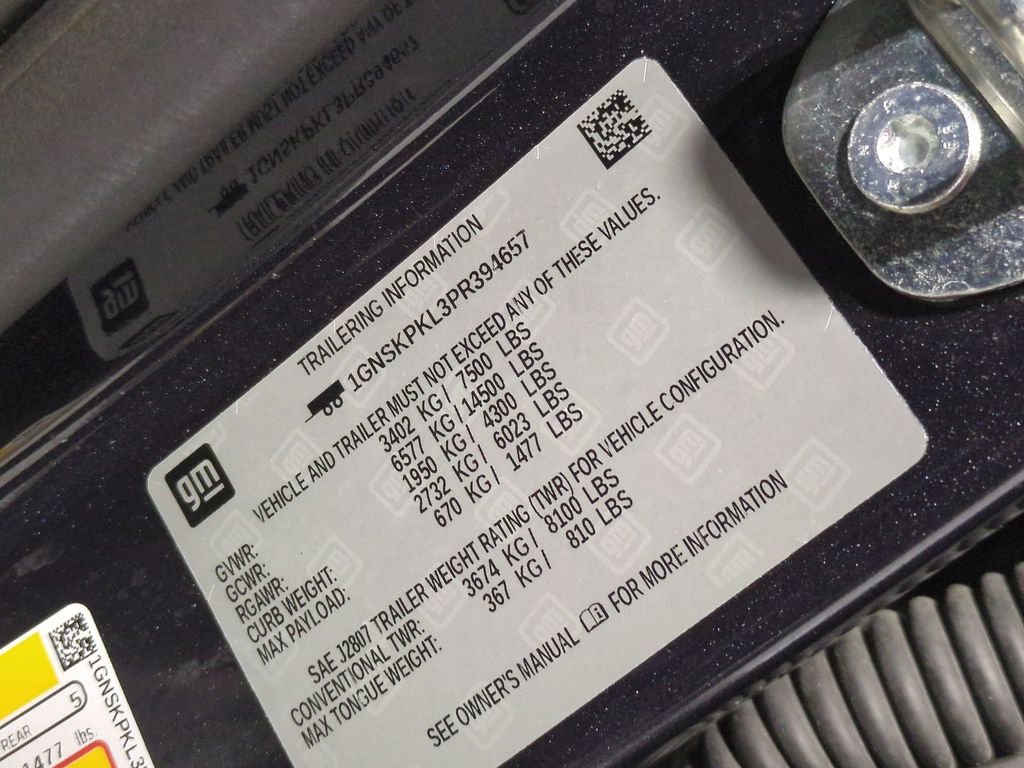 TRAILERING INFORMATION
1GNSKPKL3PR394657
gm
VEHICLE AND TRAILER MUST NOT EXCEED ANY OF THESE VALUES.
GVWR: 3402 KG / 7500 LBS
GCWR: 6577 KG / 14500 LBS
RGAWR: 1950 KG / 4300 LBS
CURB WEIGHT: 2732 KG / 6023 LBS
MAX PAYLOAD: 670 KG / 1477 LBS
SAE J2807 TRAILER WEIGHT RATING (TWR) FOR VEHICLE CONFIGURATION.
CONVENTIONAL TWR: 3674 KG / 8100 LBS
MAX TONGUE WEIGHT: 367 KG / 810 LBS
SEE OWNER'S MANUAL FOR MORE INFORMATION
REAR 5
1477 lbs.
1GNSKPKL3